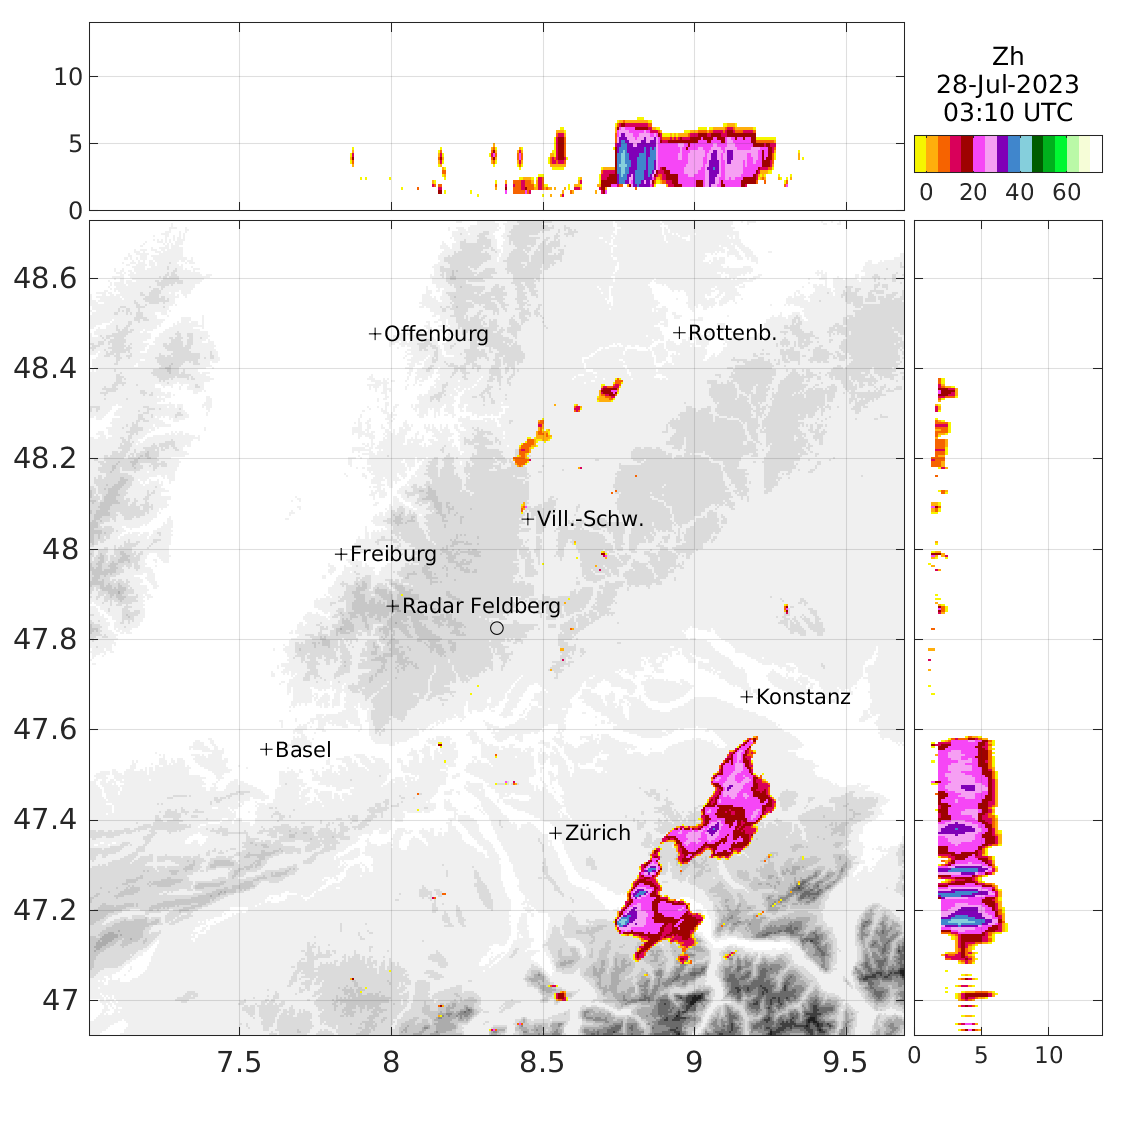 10
5
0
Zh
28-Jul-2023
03:10 UTC
0 20 40 60
48.6
48.4
48.2
48
47.8
47.6
47.4
47.2
47
Offenburg
Rottenb.
Vill.-Schw.
Freiburg
Radar Feldberg
Konstanz
Basel
Zürich
7.5 8 8.5 9 9.5
0 5 10